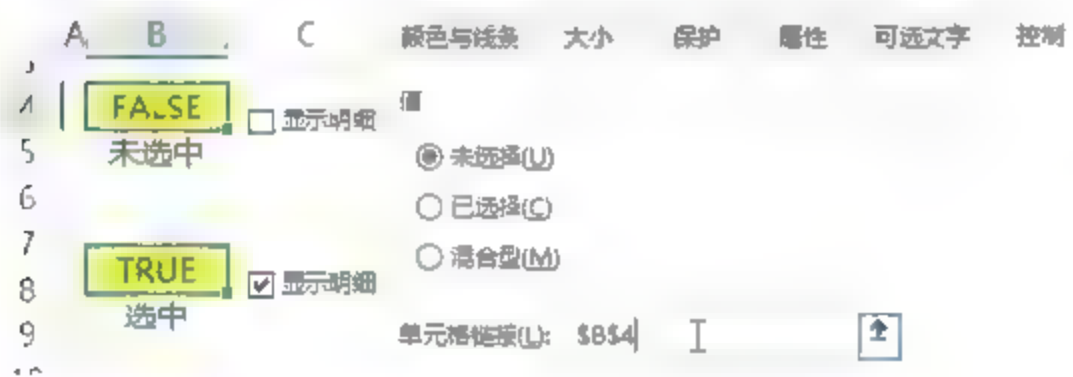 A B C 颜色与线条 大小 保护 属性 可选文字 控制
4 FALSE 显示明细 值
5 未选中 未选择(U)
6 已选择(C)
7 混合型(M)
8 TRUE 显示明细
9 选中 单元格链接(L): $B$4